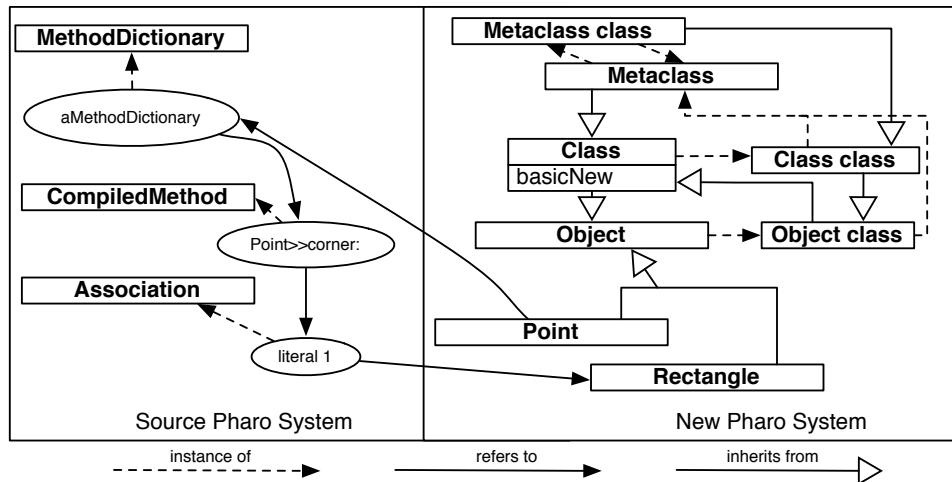 MethodDictionary
aMethodDictionary
CompiledMethod
Point>>corner:
Association
literal 1
Source Pharo System
Metaclass class
Metaclass
Class
basicNew
Class class
Object
Object class
Point
Rectangle
New Pharo System
instance of
refers to
inherits from